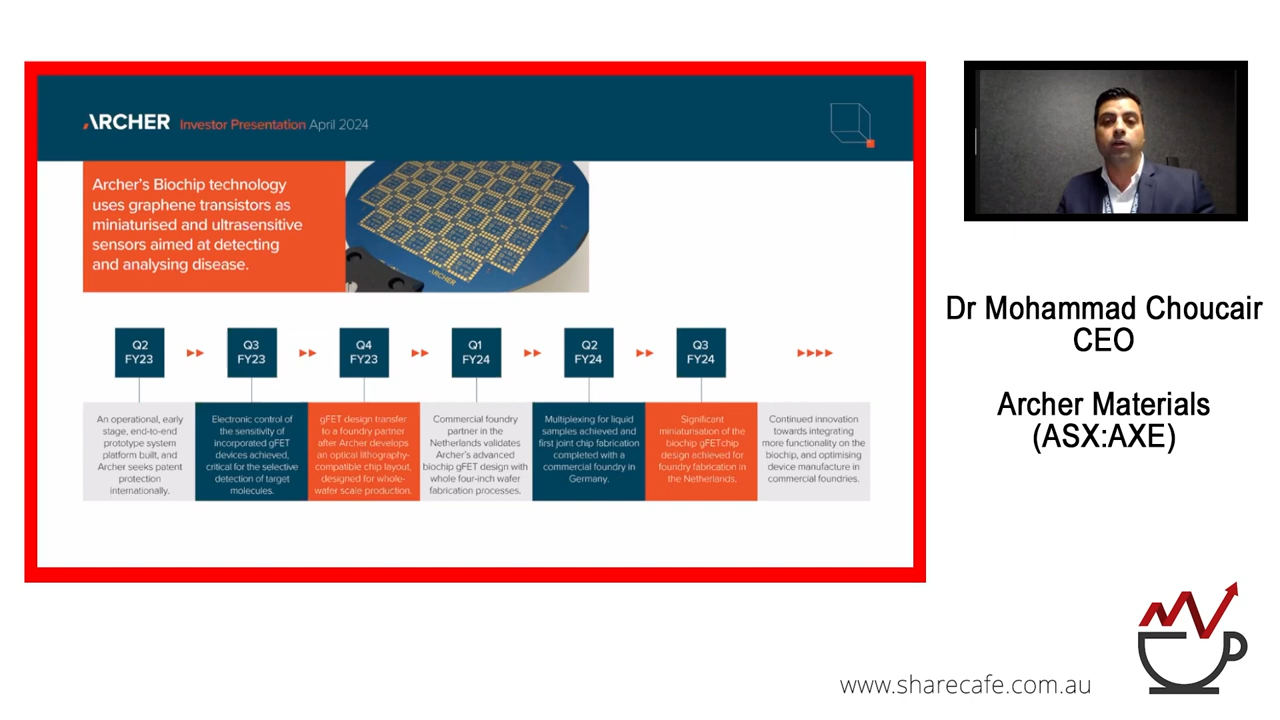 ARCHER Investor Presentation April 2024
Archer's Biochip technology
uses graphene transistors as
miniaturised and ultrasensitive
sensors aimed at detecting
and analysing disease.
ARCHER
Q2
FY23
Q3
FY23
Q4
FY23
Q1
FY24
Q2
FY24
Q3
FY24
An operational, early
stage, end-to-end
prototype system
platform built, and
Archer seeks patent
protection
internationally.
Electronic control of
the sensitivity of
incorporated gFET
devices achieved,
critical for the selective
detection of target
molecules.
gFET design transfer
to a foundry partner
after Archer develops
an optical lithography-
compatible chip layout,
designed for whole-
wafer scale production.
Commercial foundry
partner in the
Netherlands validates
Archer's advanced
biochip gFET design with
whole four-inch wafer
fabrication processes.
Multiplexing for liquid
samples achieved and
first joint chip fabrication
completed with a
commercial foundry in
Germany.
Significant
miniaturisation of the
biochip gFETchip
design achieved for
foundry fabrication in
the Netherlands.
Continued innovation
towards integrating
more functionality on the
biochip, and optimising
device manufacture in
commercial foundries.
Dr Mohammad Choucair
CEO
Archer Materials
(ASX:AXE)
www.sharecafe.com.au